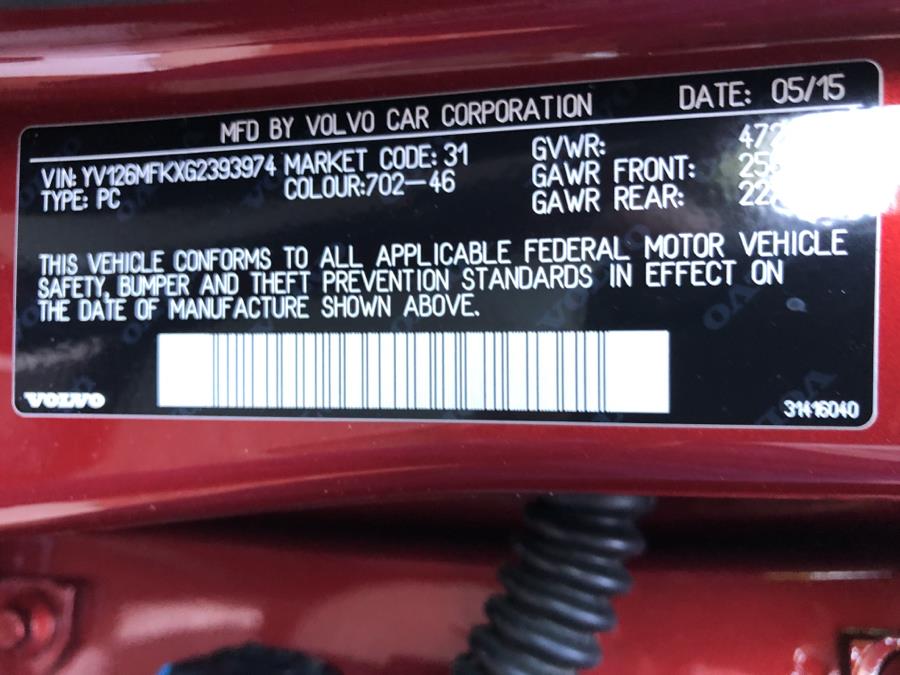 MFD BY VOLVO CAR CORPORATION DATE: 05/15
VIN: YV126MFKXG2393974 MARKET CODE: 31 GVWR:
TYPE: PC COLOUR:702-46 GAWR FRONT:
GAWR REAR:
THIS VEHICLE CONFORMS TO ALL APPLICABLE FEDERAL MOTOR VEHICLE
SAFETY, BUMPER AND THEFT PREVENTION STANDARDS IN EFFECT ON
THE DATE OF MANUFACTURE SHOWN ABOVE.
VOLVO 31416040